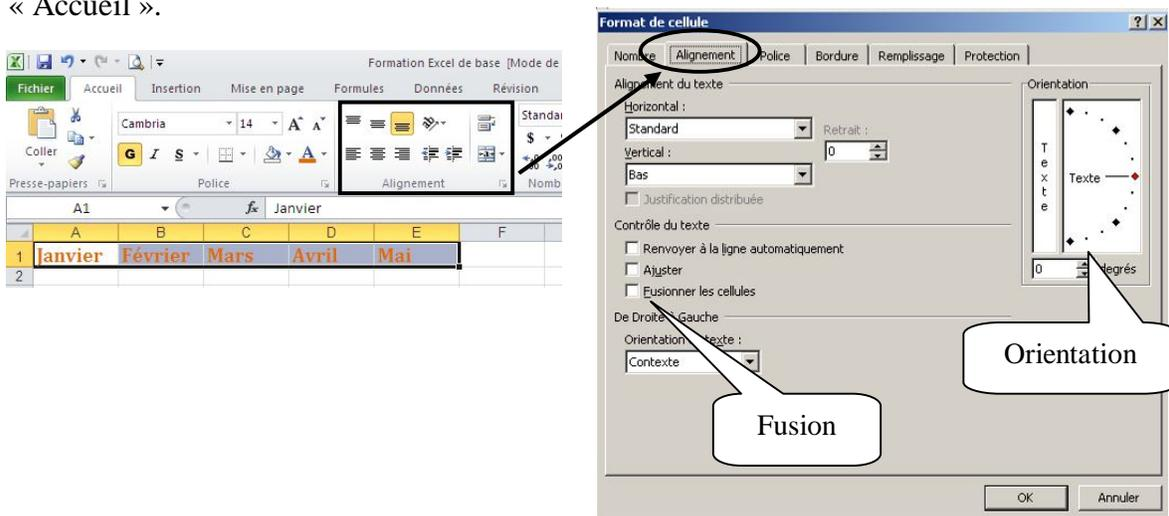 « Accueil ».
Formation Excel de base [Mode de
Fichier Accueil Insertion Mise en page Formules Données Révision
Coller
Cambria 14 A A
G I S A
Standa
$
Presse-papiers Police Alignement Nomb
A1 fx Janvier
A B C D E F
1 Janvier Février Mars Avril Mai
2
Format de cellule
Nombre Alignement Police Bordure Remplissage Protection
Alignement du texte
Horizontal :
Standard
Retrait :
Vertical :
0
Bas
Justification distribuée
Contrôle du texte
Renvoyer à la ligne automatiquement
Ajuster
Fusionner les cellules
De Droite à Gauche
Orientation texte :
Contexte
Orientation
Texte
Texte
0 degrés
Orientation
Fusion
OK Annuler